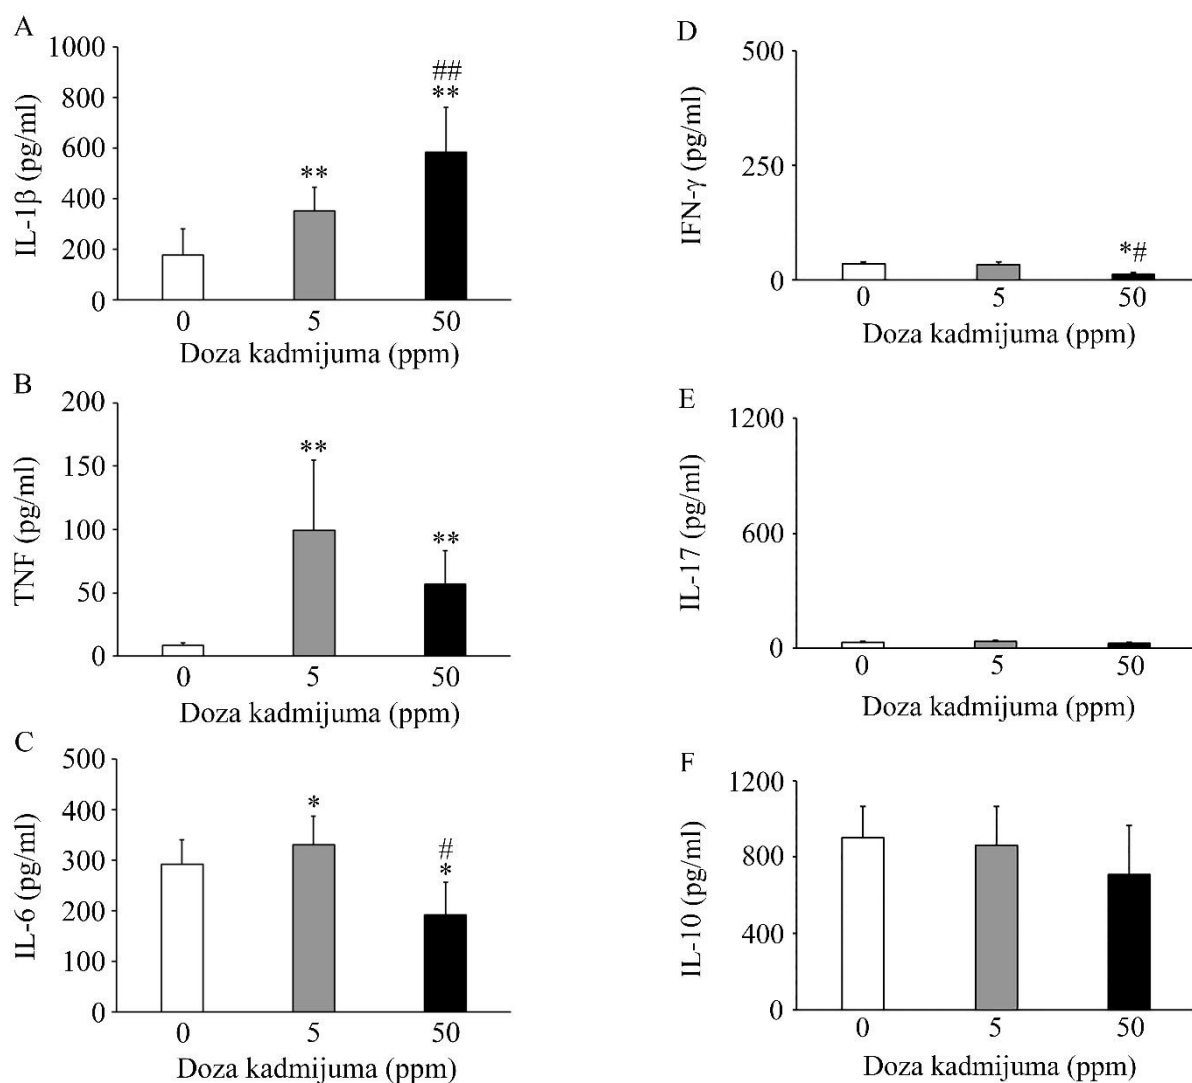 A
1000
800
600
400
200
0
IL-1β (pg/ml)
**
##
**
0 5 50
Doza kadmijuma (ppm)
B
200
150
100
50
0
TNF (pg/ml)
**
**
0 5 50
Doza kadmijuma (ppm)
C
500
400
300
200
100
0
IL-6 (pg/ml)
*
#
*
0 5 50
Doza kadmijuma (ppm)
D
500
250
0
IFN-γ (pg/ml)
*#
0 5 50
Doza kadmijuma (ppm)
E
1200
600
0
IL-17 (pg/ml)
0 5 50
Doza kadmijuma (ppm)
F
1200
800
400
0
IL-10 (pg/ml)
0 5 50
Doza kadmijuma (ppm)